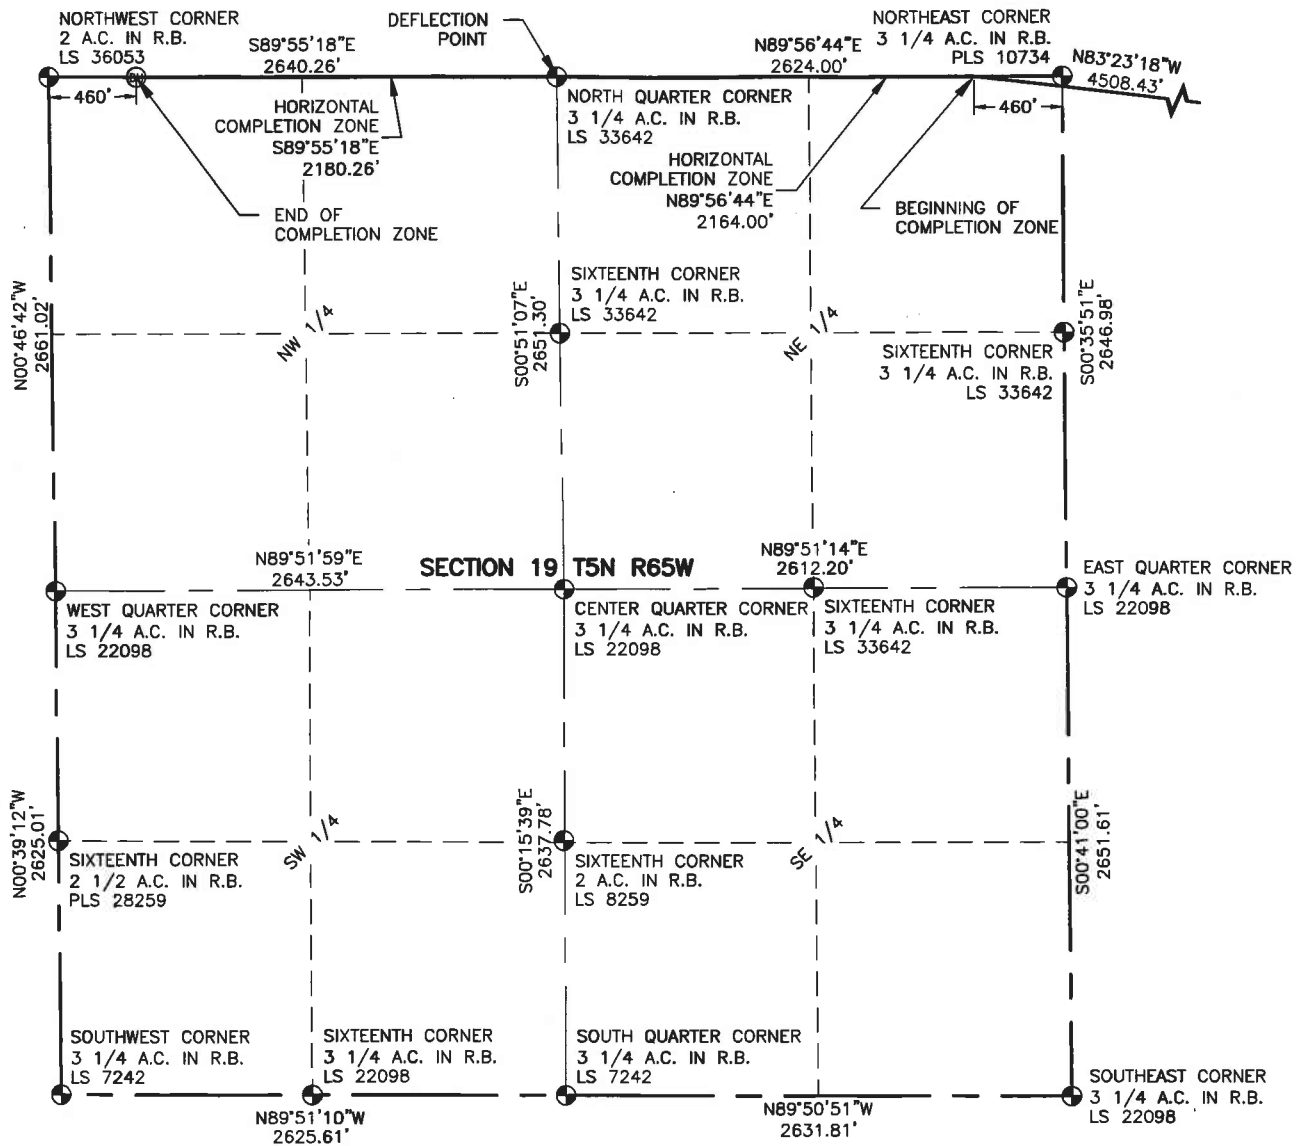 NORTHWEST CORNER
2 A.C. IN R.B.
LS 36053
S89°55'18"E
2640.26'
DEFLECTION
POINT
N89°56'44"E
2624.00'
NORTHEAST CORNER
3 1/4 A.C. IN R.B.
PLS 10734
N83°23'18"W
4508.43'
460'
HORIZONTAL
COMPLETION ZONE
S89°55'18"E
2180.26'
NORTH QUARTER CORNER
3 1/4 A.C. IN R.B.
LS 33642
460'
HORIZONTAL
COMPLETION ZONE
N89°56'44"E
2164.00'
END OF
COMPLETION ZONE
BEGINNING OF
COMPLETION ZONE
N00°46'42"W
2661.02'
NW 1/4
S00°51'07"E
2651.30'
SIXTEENTH CORNER
3 1/4 A.C. IN R.B.
LS 33642
NE 1/4
SIXTEENTH CORNER
3 1/4 A.C. IN R.B.
LS 33642
S00°35'51"E
2646.98'
N89°51'59"E
2643.53'
SECTION 19 T5N R65W
N89°51'14"E
2612.20'
EAST QUARTER CORNER
3 1/4 A.C. IN R.B.
LS 22098
WEST QUARTER CORNER
3 1/4 A.C. IN R.B.
LS 22098
CENTER QUARTER CORNER
3 1/4 A.C. IN R.B.
LS 22098
SIXTEENTH CORNER
3 1/4 A.C. IN R.B.
LS 33642
N00°39'12"W
2625.01'
SW 1/4
S00°15'39"E
2637.78'
SE 1/4
S00°41'00"E
2651.61'
SIXTEENTH CORNER
2 1/2 A.C. IN R.B.
PLS 28259
SIXTEENTH CORNER
2 A.C. IN R.B.
LS 8259
SOUTHWEST CORNER
3 1/4 A.C. IN R.B.
LS 7242
SIXTEENTH CORNER
3 1/4 A.C. IN R.B.
LS 22098
SOUTH QUARTER CORNER
3 1/4 A.C. IN R.B.
LS 7242
SOUTHEAST CORNER
3 1/4 A.C. IN R.B.
LS 22098
N89°51'10"W
2625.61'
N89°50'51"W
2631.81'